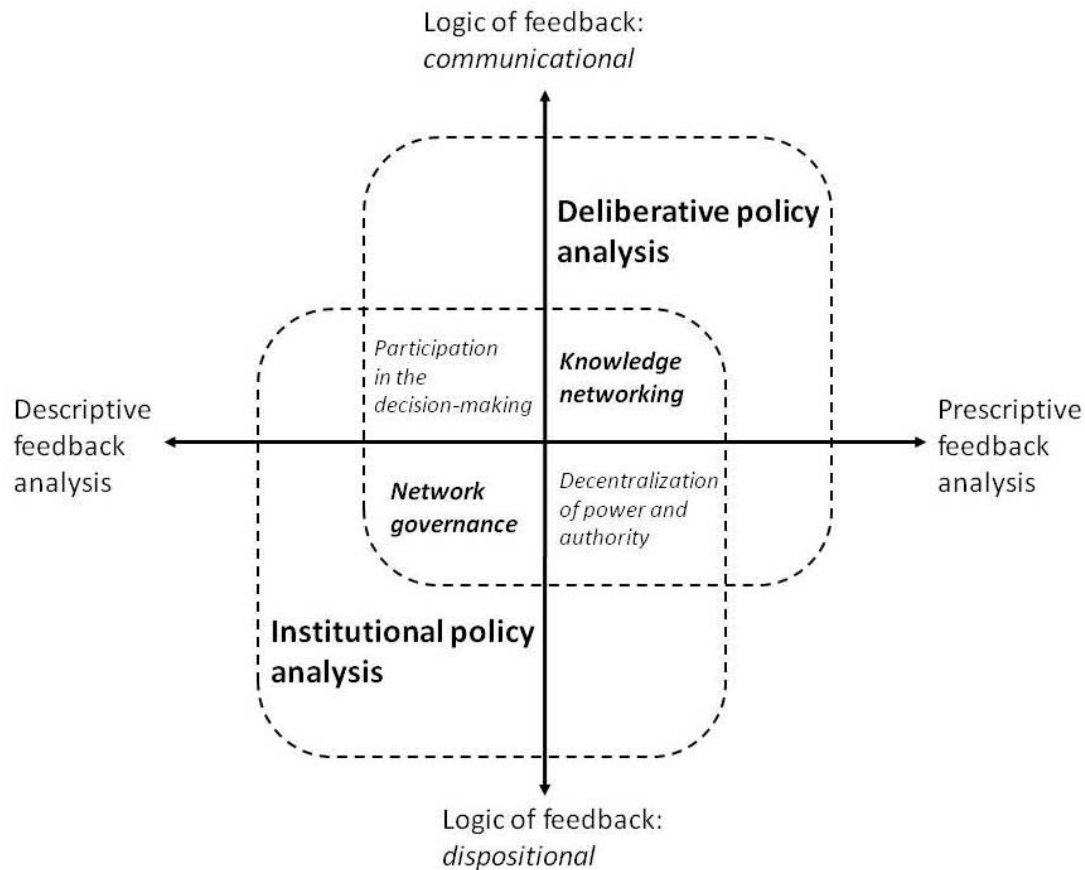 Logic of feedback:
communicational
Deliberative policy
analysis
Participation
in the
decision-making
Knowledge
networking
Descriptive
feedback
analysis
Prescriptive
feedback
analysis
Network
governance
Decentralization
of power and
authority
Institutional policy
analysis
Logic of feedback:
dispositional